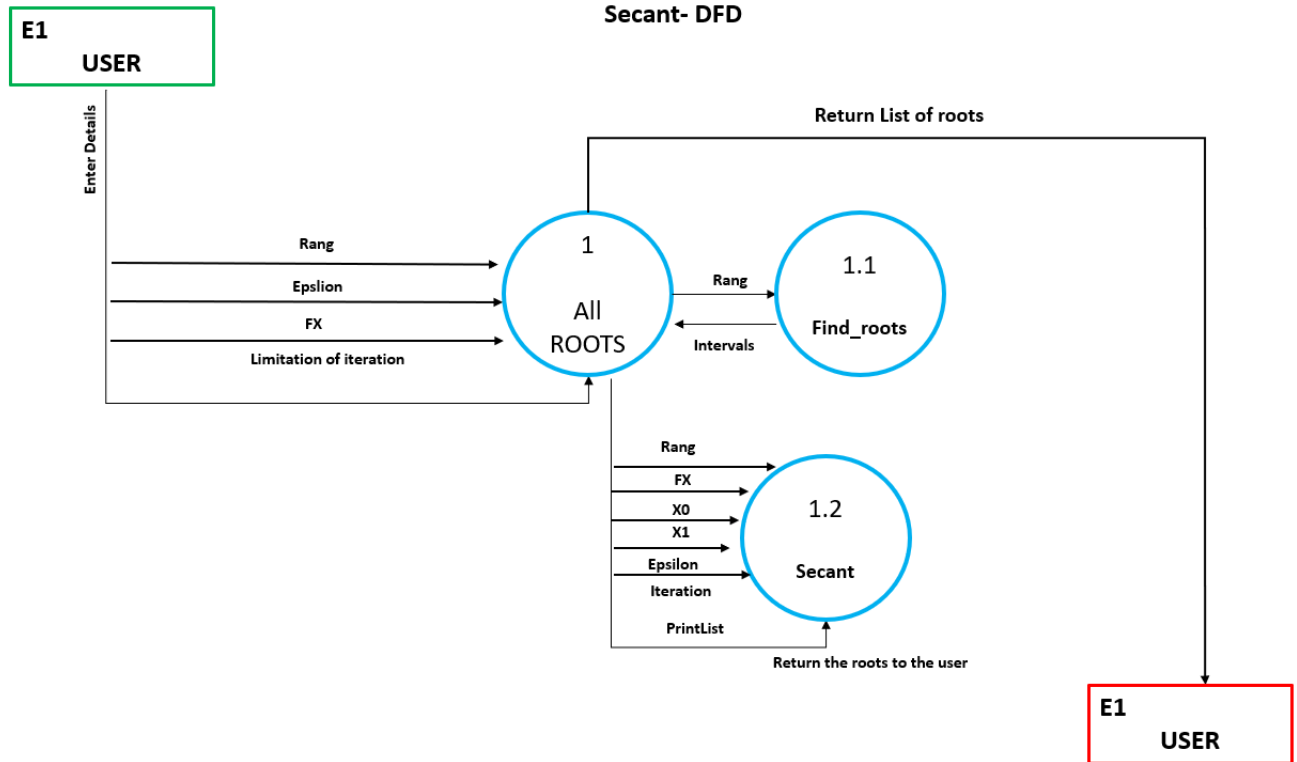 Secant- DFD
E1
USER
Enter Details
Return List of roots
Rang
Epslion
FX
Limitation of iteration
1
All
ROOTS
Rang
Intervals
1.1
Find_roots
Rang
FX
X0
X1
Epsilon
Iteration
PrintList
1.2
Secant
Return the roots to the user
E1
USER